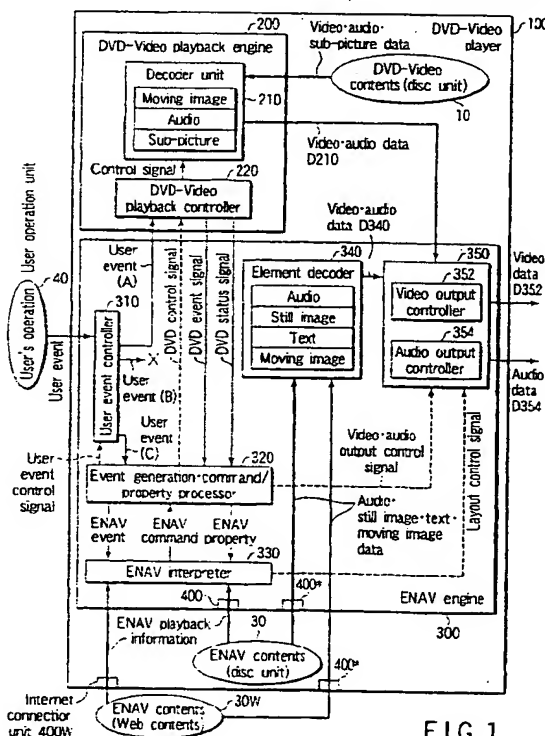 200
DVD-Video playback engine
Video·audio·
sub-picture data
DVD-Video
player
100
Decoder unit
Moving image
Audio
Sub-picture
210
DVD-Video
contents (disc unit)
10
Control signal
Video·audio data
D210
220
DVD-Video
playback controller
Video·audio
data D340
User operation unit
40
User's operation
User event
310
User event controller
User
event
(A)
DVD control signal
DVD event signal
DVD status signal
X
User
event (B)
User
event
(C)
User
event
control
signal
340
Element decoder
Audio
Still image
Text
Moving image
350
352
Video output
controller
354
Audio output
controller
Video
data
D352
Audio
data
D354
320
Event generation·command/
property processor
Video·audio
output control
signal
Layout control signal
ENAV
event
ENAV
command
ENAV
property
Audio·
still image·text·
moving image
data
330
ENAV interpreter
400
400*
ENAV engine
300
ENAV playback
information
30
ENAV contents
(disc unit)
400*
Internet
connection
unit 400W
30W
ENAV contents
(Web contents)
FIG. 1